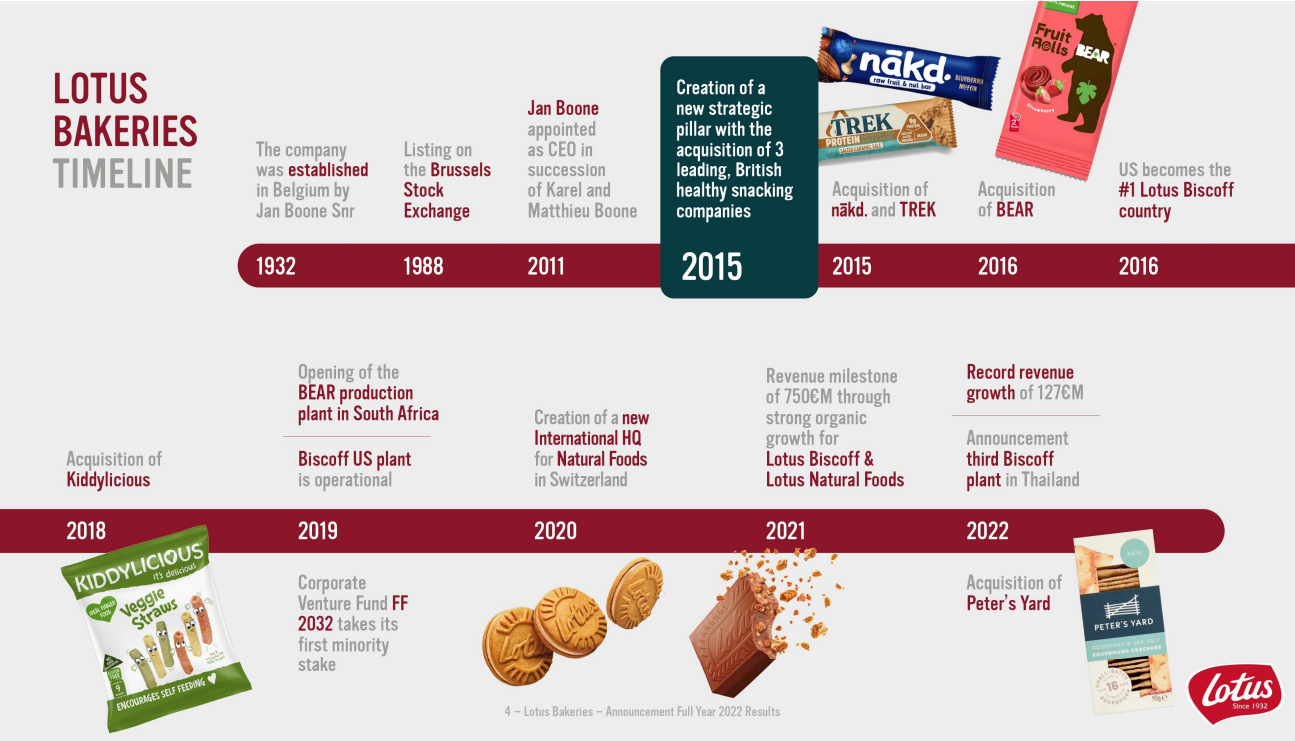 LOTUS
BAKERIES
TIMELINE
The company
was established
in Belgium by
Jan Boone Snr
1932
Listing on
the Brussels
Stock
Exchange
1988
Jan Boone
appointed
as CEO in
succession
of Karel and
Matthieu Boone
2011
Creation of a
new strategic
pillar with the
acquisition of 3
leading, British
healthy snacking
companies
2015
nākd.
raw fruit & nut bar
BLUEBERRY
MUFFIN
TREK
PROTEIN
Acquisition of
nākd. and TREK
2015
Fruit
Rolls
BEAR
Strawberry
Acquisition
of BEAR
2016
US becomes the
#1 Lotus Biscoff
country
2016
Acquisition of
Kiddylicious
2018
KIDDYLICIOUS
it's delicious
Veggie
Straws
ENCOURAGES SELF FEEDING
Opening of the
BEAR production
plant in South Africa
Biscoff US plant
is operational
2019
Corporate
Venture Fund FF
2032 takes its
first minority
stake
Creation of a new
International HQ
for Natural Foods
in Switzerland
2020
Lotus
Lotus
Lotus
Revenue milestone
of 750€M through
strong organic
growth for
Lotus Biscoff &
Lotus Natural Foods
2021
Record revenue
growth of 127€M
Announcement
third Biscoff
plant in Thailand
2022
Acquisition of
Peter's Yard
NEW
PETER'S YARD
ROSEMARY & SEA SALT
SOURDOUGH CRACKERS
16
90g e
Lotus
Since 1932
4 – Lotus Bakeries – Announcement Full Year 2022 Results